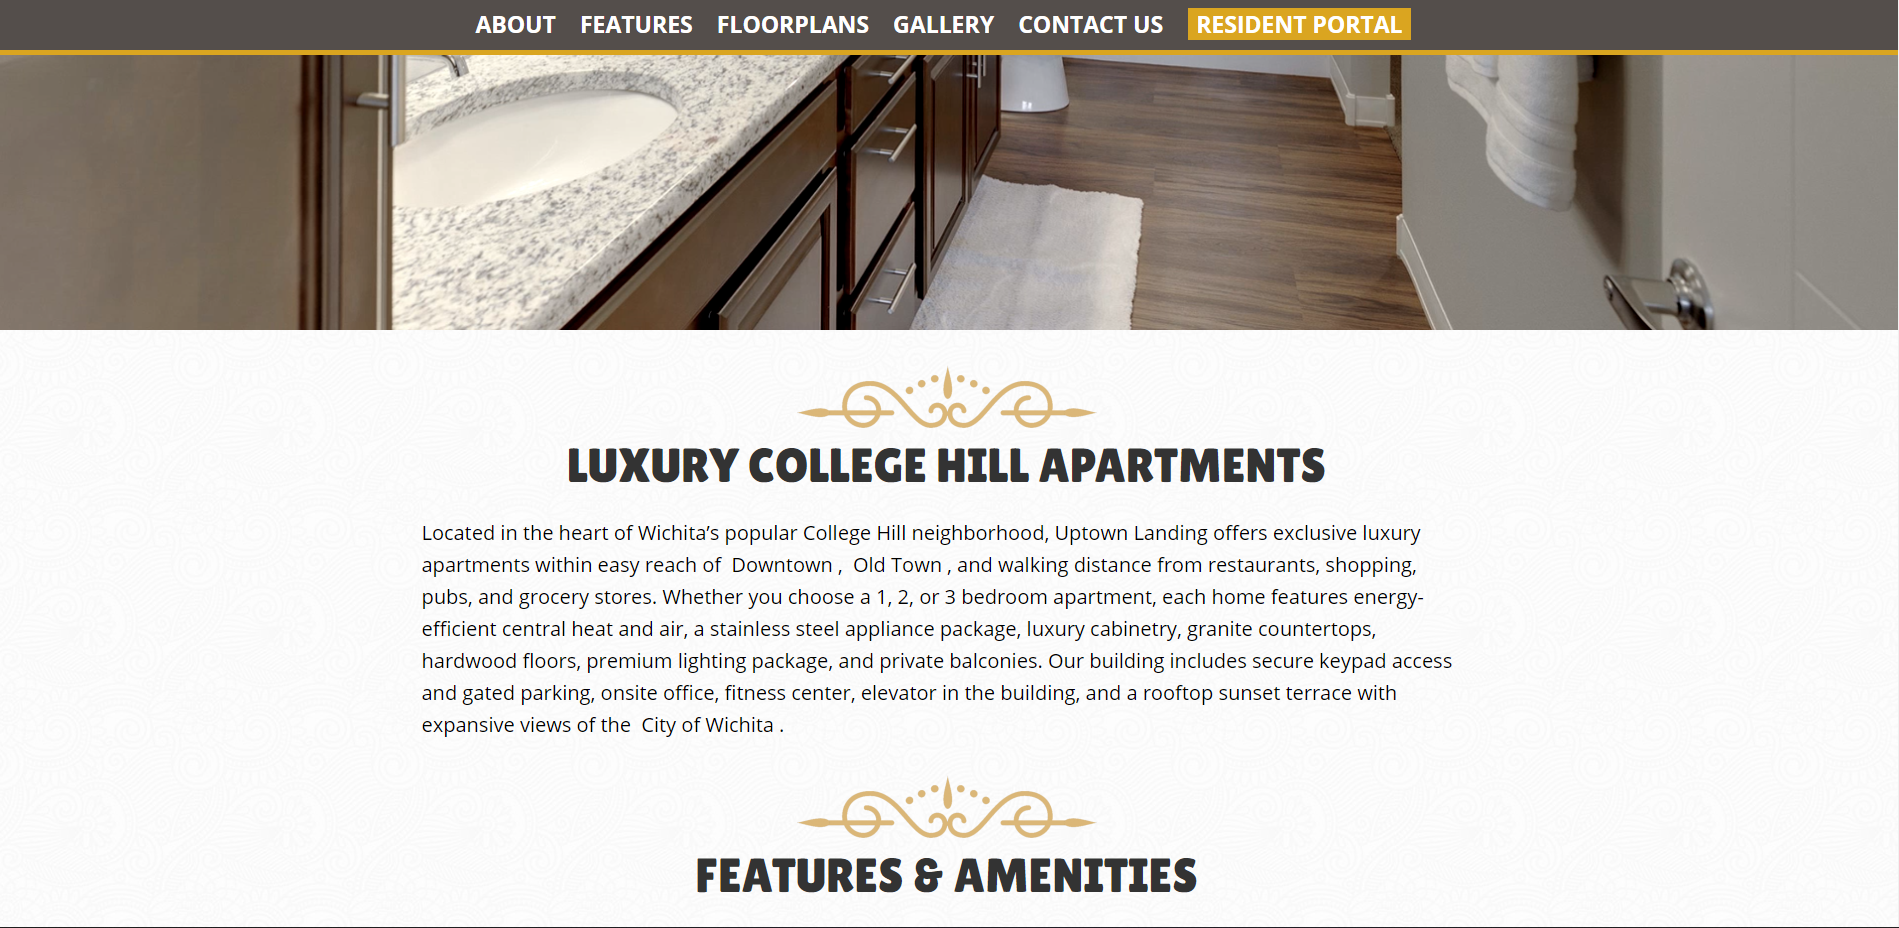 ABOUT FEATURES FLOORPLANS GALLERY CONTACT US RESIDENT PORTAL
LUXURY COLLEGE HILL APARTMENTS
Located in the heart of Wichita’s popular College Hill neighborhood, Uptown Landing offers exclusive luxury
apartments within easy reach of  Downtown ,  Old Town , and walking distance from restaurants, shopping,
pubs, and grocery stores. Whether you choose a 1, 2, or 3 bedroom apartment, each home features energy-
efficient central heat and air, a stainless steel appliance package, luxury cabinetry, granite countertops,
hardwood floors, premium lighting package, and private balconies. Our building includes secure keypad access
and gated parking, onsite office, fitness center, elevator in the building, and a rooftop sunset terrace with
expansive views of the  City of Wichita .
FEATURES & AMENITIES